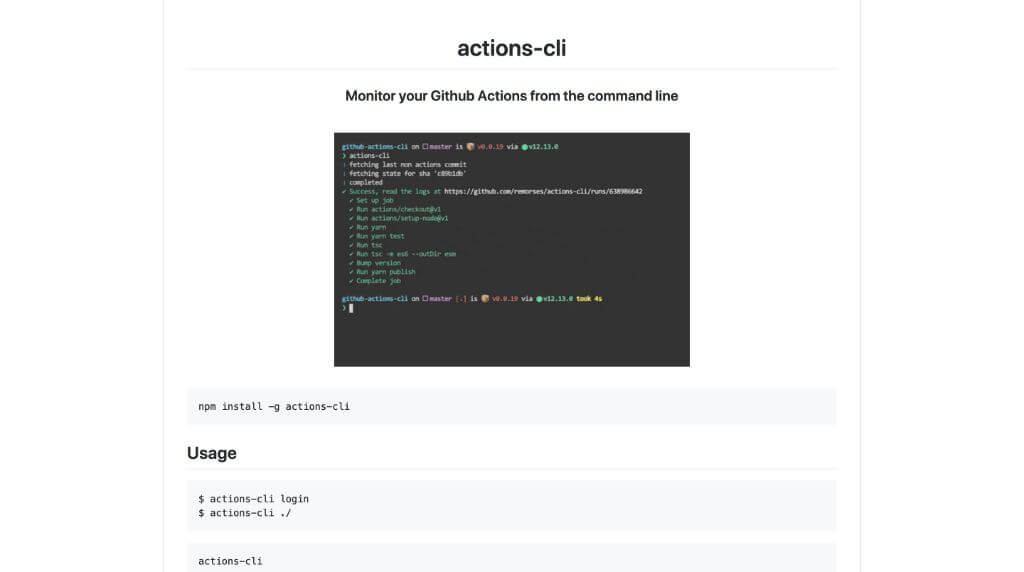 actions-cli
Monitor your Github Actions from the command line
github-actions-cli on master is v0.0.19 via v12.13.0
❯ actions-cli
: fetching last non actions commit
: fetching state for sha 'c89b1db'
: completed
✔ Success, read the logs at https://github.com/remorses/actions-cli/runs/638986642
✔ Set up job
✔ Run actions/checkout@v1
✔ Run actions/setup-node@v1
✔ Run yarn
✔ Run yarn test
✔ Run tsc
✔ Run tsc -m es6 --outDir esm
✔ Bump version
✔ Run yarn publish
✔ Complete job
github-actions-cli on master is v0.0.19 via v12.13.0 took 4s
❯
npm install -g actions-cli
Usage
$ actions-cli login
$ actions-cli ./
actions-cli